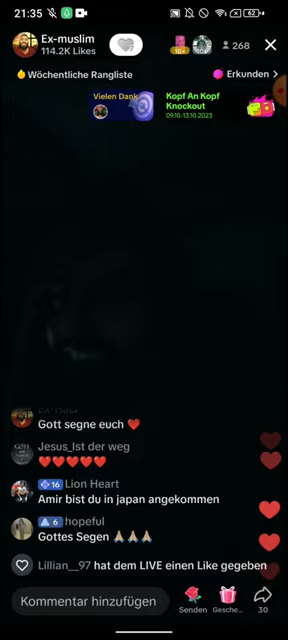 21:35
62
Ex-muslim
114.2K Likes
10+
268
Wöchentliche Rangliste
Erkunden
Vielen Dank
Kopf An Kopf
Knockout
09.10-13.10.2023
Gott segne euch ❤️
Jesus_Ist der weg
❤️❤️❤️❤️❤️
16 Lion Heart
Amir bist du in japan angekommen
6 hopeful
Gottes Segen 🙏🏼🙏🏼🙏🏼
Lillian__97 hat dem LIVE einen Like gegeben
Kommentar hinzufügen
Senden
Gesche...
30